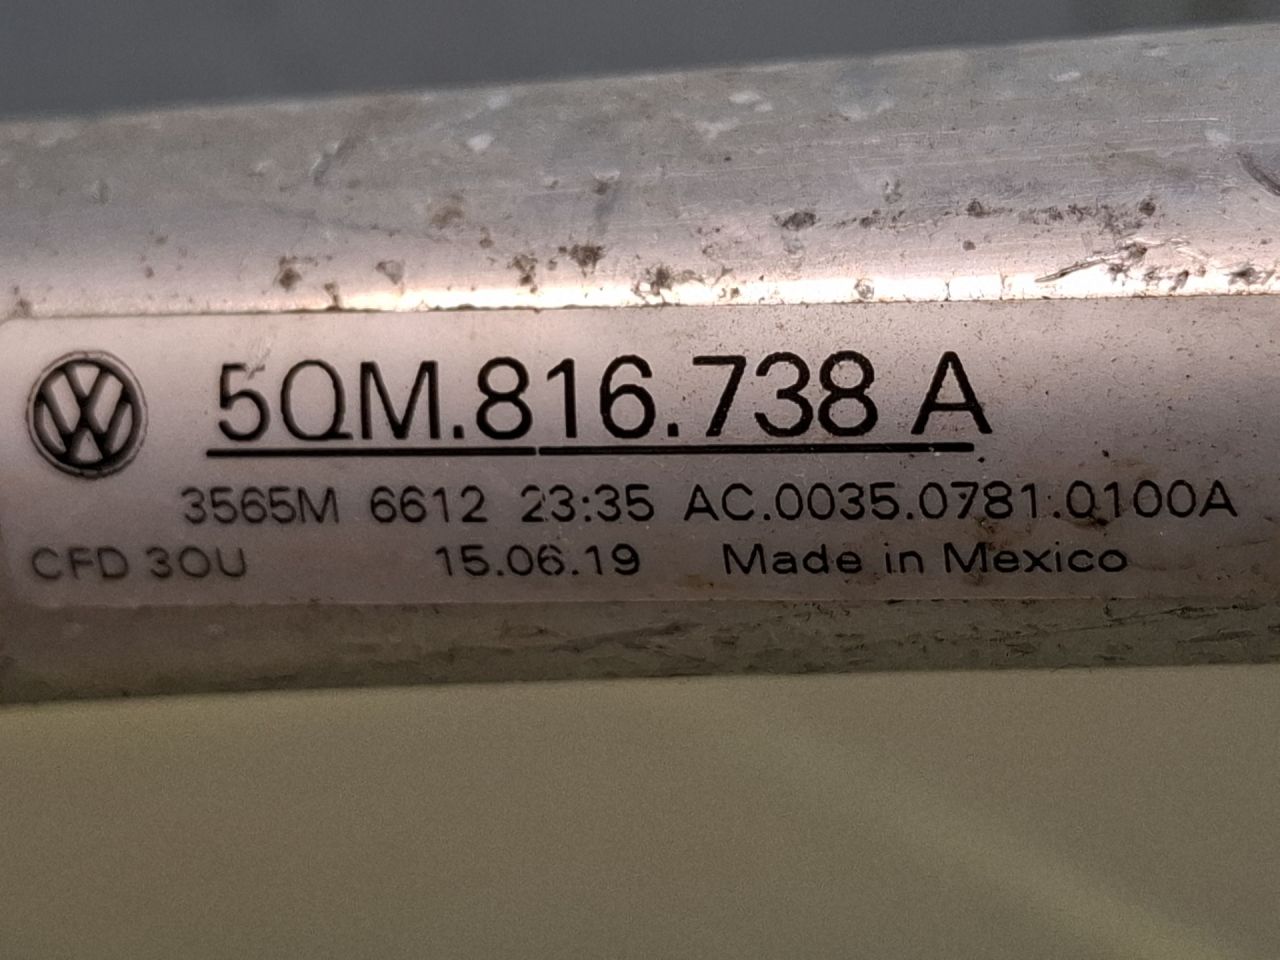 5QM.816.738 A
3565M 6612 23:35 AC.0035.0781.0100A
CFD 3OU 15.06.19 Made in Mexico